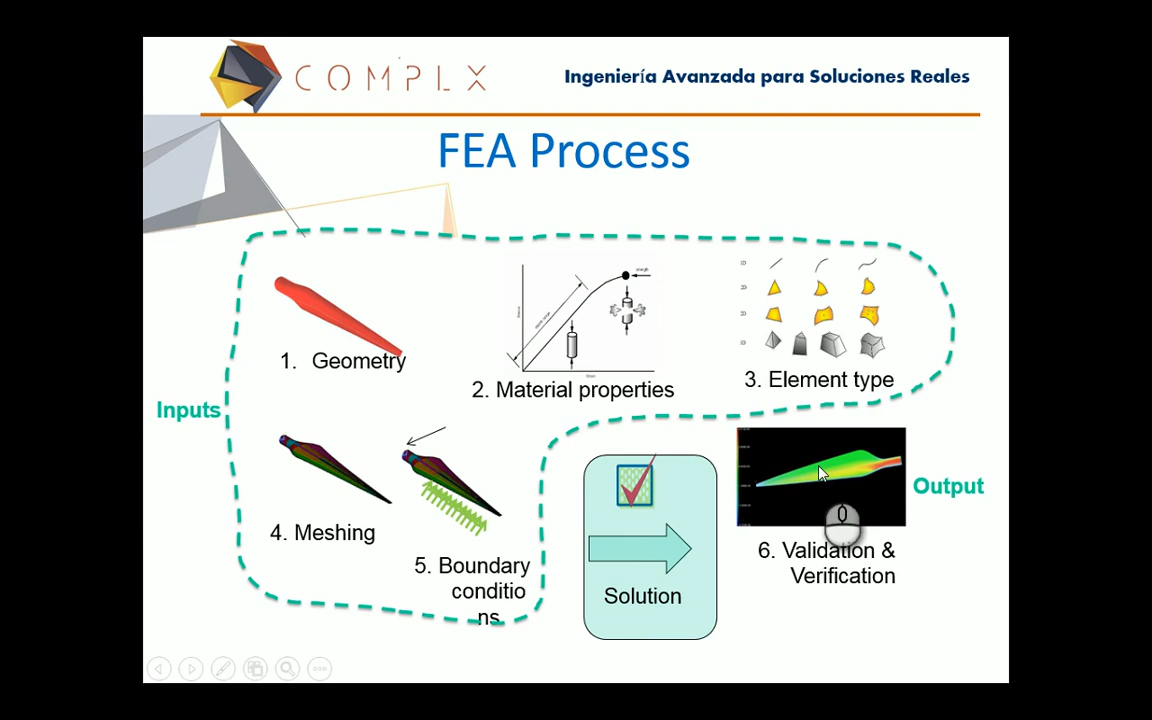 COMPLX
Ingeniería Avanzada para Soluciones Reales
FEA Process
1. Geometry
2. Material properties
3. Element type
Inputs
4. Meshing
5. Boundary
conditio
ns
Solution
Output
6. Validation &
Verification